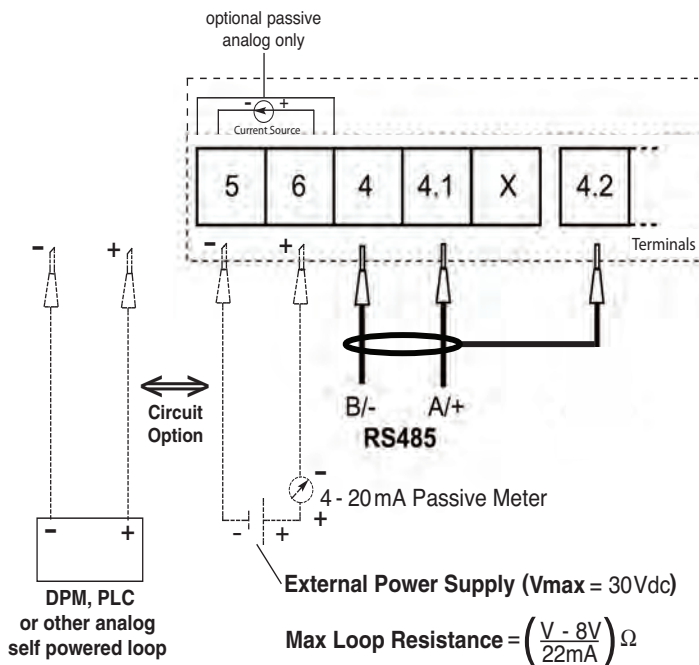 optional passive
analog only
- +
Current Source
5 6 4 4.1 X 4.2
Terminals
- + - +
Circuit
Option
B/- A/+
RS485
-
4 - 20 mA Passive Meter
+
- +
- +
External Power Supply (Vmax = 30Vdc)
DPM, PLC
or other analog
self powered loop
Max Loop Resistance = (V - 8V / 22mA) Ω